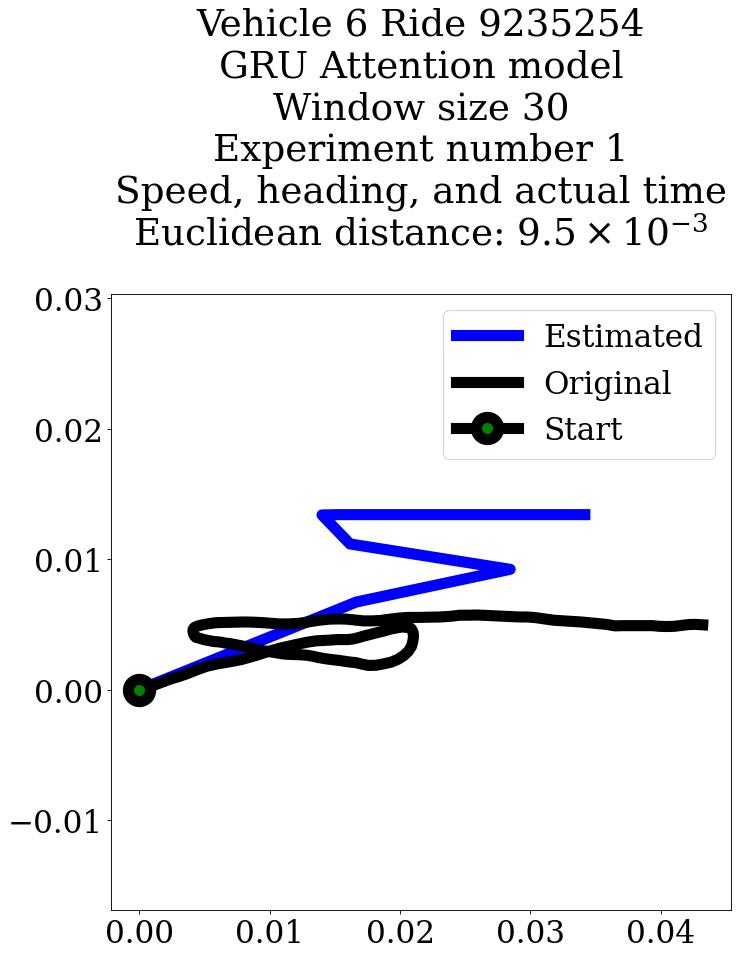 Vehicle 6 Ride 9235254
GRU Attention model
Window size 30
Experiment number 1
Speed, heading, and actual time
Euclidean distance: 9.5 × 10⁻³
0.03
0.02
0.01
0.00
−0.01
Estimated
Original
Start
0.00 0.01 0.02 0.03 0.04